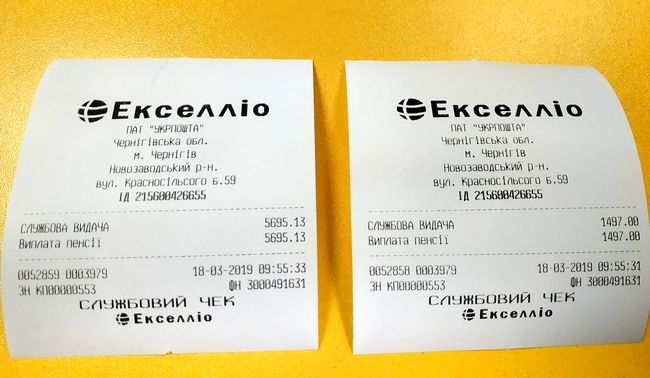 Екселліо
ПАТ "УКРПОШТА"
Чернігівська обл.
м. Чернігів
Новозаводський р-н.
вул. Красносільського б.59
ІД 215600426655
СЛУЖБОВА ВИДАЧА 5695.13
Виплата пенсії 5695.13
0052859 0003979 18-03-2019 09:55:33
ЗН КП00000553 ФН 3000491631
СЛУЖБОВИЙ ЧЕК
Екселліо
Екселліо
ПАТ "УКРПОШТА"
Чернігівська обл.
м. Чернігів
Новозаводський р-н.
вул. Красносільського б.59
ІД 215600426655
СЛУЖБОВА ВИДАЧА 1497.00
Виплата пенсії 1497.00
0052858 0003979 18-03-2019 09:55:31
ЗН КП00000553 ФН 3000491631
СЛУЖБОВИЙ ЧЕК
Екселліо